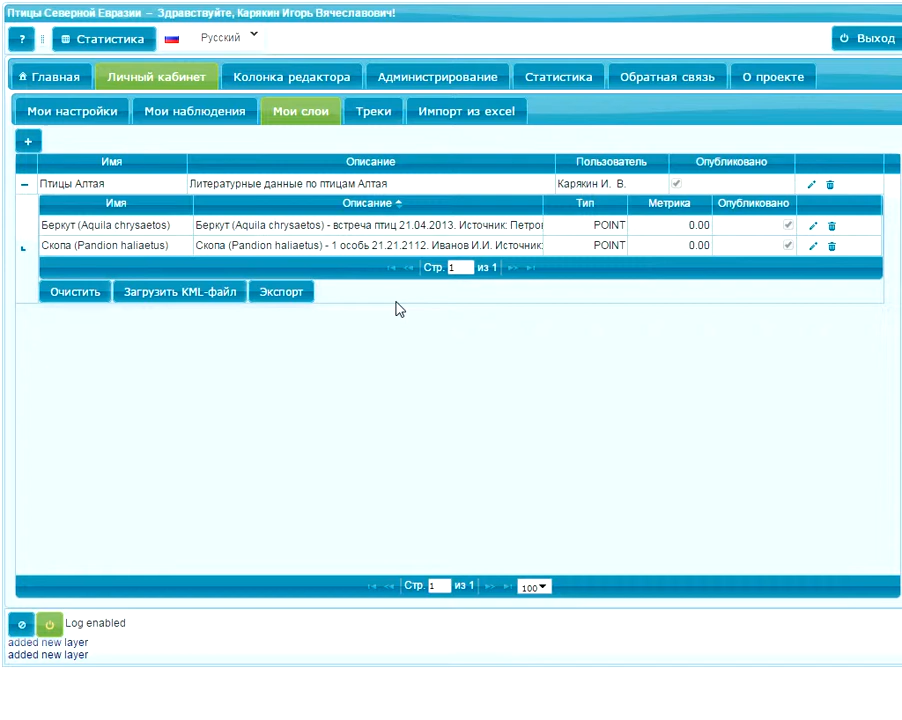 Птицы Северной Евразии – Здравствуйте, Карякин Игорь Вячеславович!
? Статистика Русский Выход
Главная Личный кабинет Колонка редактора Администрирование Статистика Обратная связь О проекте
Мои настройки Мои наблюдения Мои слои Треки Импорт из excel
+
Имя Описание Пользователь Опубликовано
Птицы Алтая Литературные данные по птицам Алтая Карякин И. В.
Имя Описание Тип Метрика Опубликовано
Беркут (Aquila chrysaetos) Беркут (Aquila chrysaetos) - встреча птиц 21.04.2013. Источник: Петро POINT 0.00
Скопа (Pandion haliaetus) Скопа (Pandion haliaetus) - 1 особь 21.21.2112. Иванов И.И. Источник: POINT 0.00
Стр. 1 из 1
Очистить Загрузить KML-файл Экспорт
Стр. 1 из 1 100
Log enabled
added new layer
added new layer